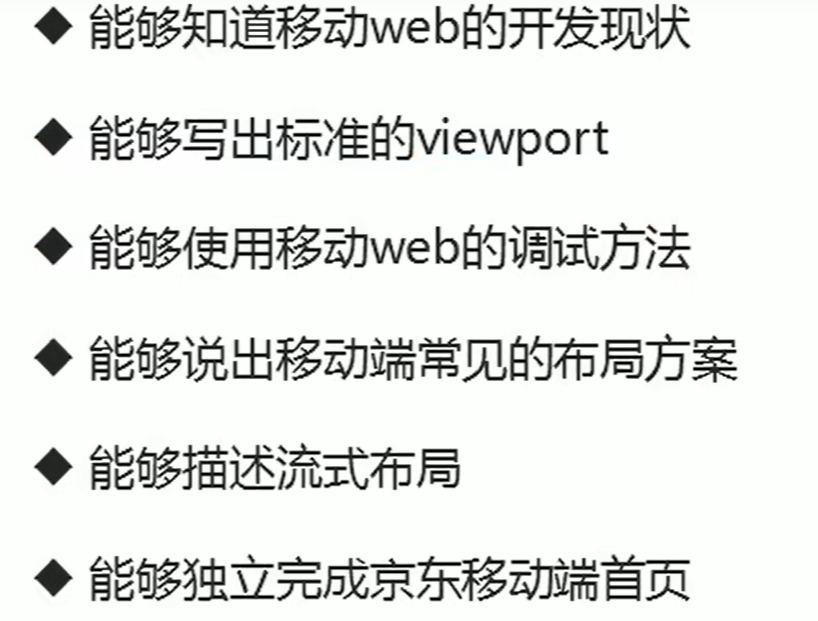 ◆ 能够知道移动web的开发现状
◆ 能够写出标准的viewport
◆ 能够使用移动web的调试方法
◆ 能够说出移动端常见的布局方案
◆ 能够描述流式布局
◆ 能够独立完成京东移动端首页